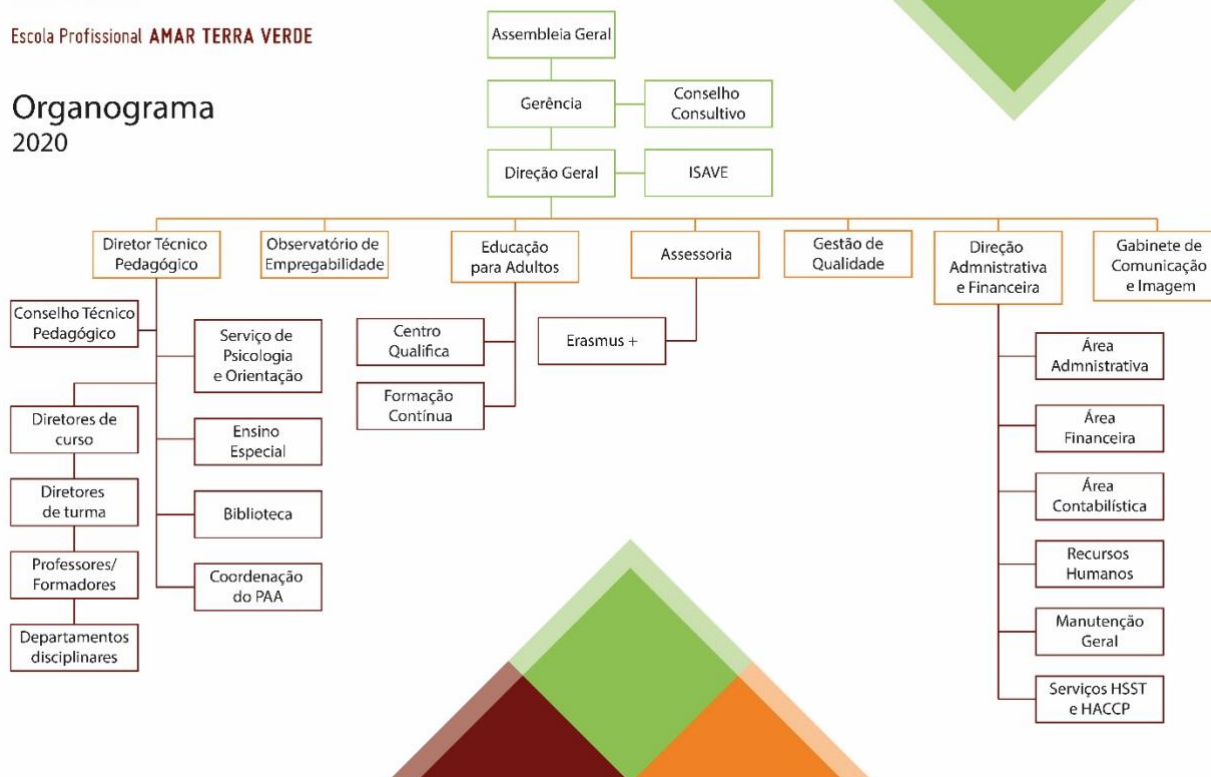 Escola Profissional AMAR TERRA VERDE
Organograma
2020
Assembleia Geral
Gerência
Conselho
Consultivo
Direção Geral
ISAVE
Diretor Técnico
Pedagógico
Observatório de
Empregabilidade
Educação
para Adultos
Assessoria
Gestão de
Qualidade
Direção
Admnistrativa
e Financeira
Gabinete de
Comunicação
e Imagem
Conselho Técnico
Pedagógico
Serviço de
Psicologia
e Orientação
Diretores de
curso
Ensino
Especial
Diretores
de turma
Biblioteca
Professores/
Formadores
Coordenação
do PAA
Departamentos
disciplinares
Centro
Qualifica
Formação
Contínua
Erasmus +
Área
Admnistrativa
Área
Financeira
Área
Contabilística
Recursos
Humanos
Manutenção
Geral
Serviços HSST
e HACCP